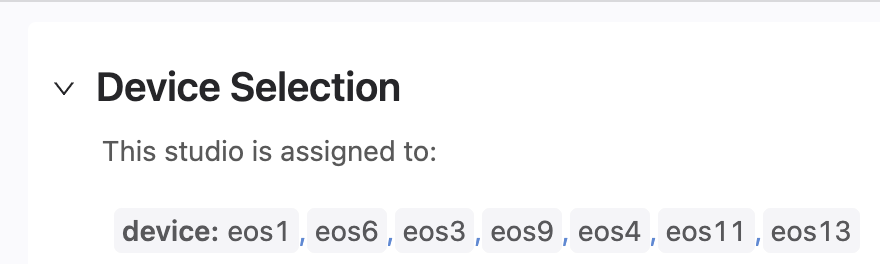 Device Selection
This studio is assigned to:
device: eos1, eos6, eos3, eos9, eos4, eos11, eos13